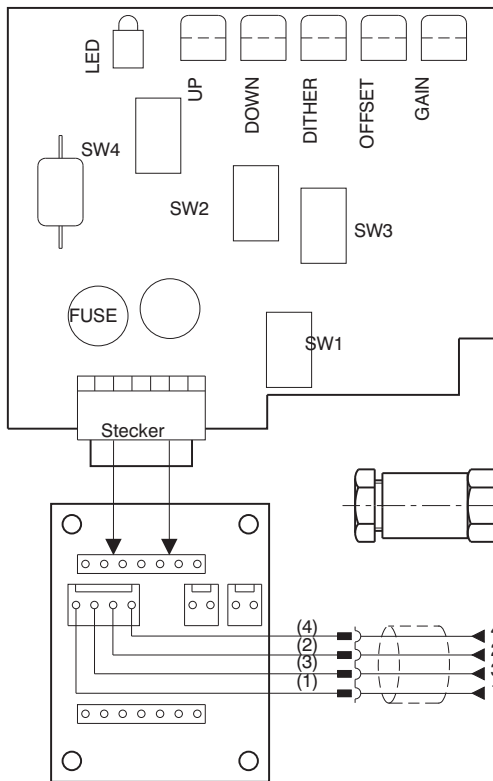 LED
UP
DOWN
DITHER
OFFSET
GAIN
SW4
SW2
SW3
FUSE
SW1
Stecker
(4)
(2)
(3)
(1)